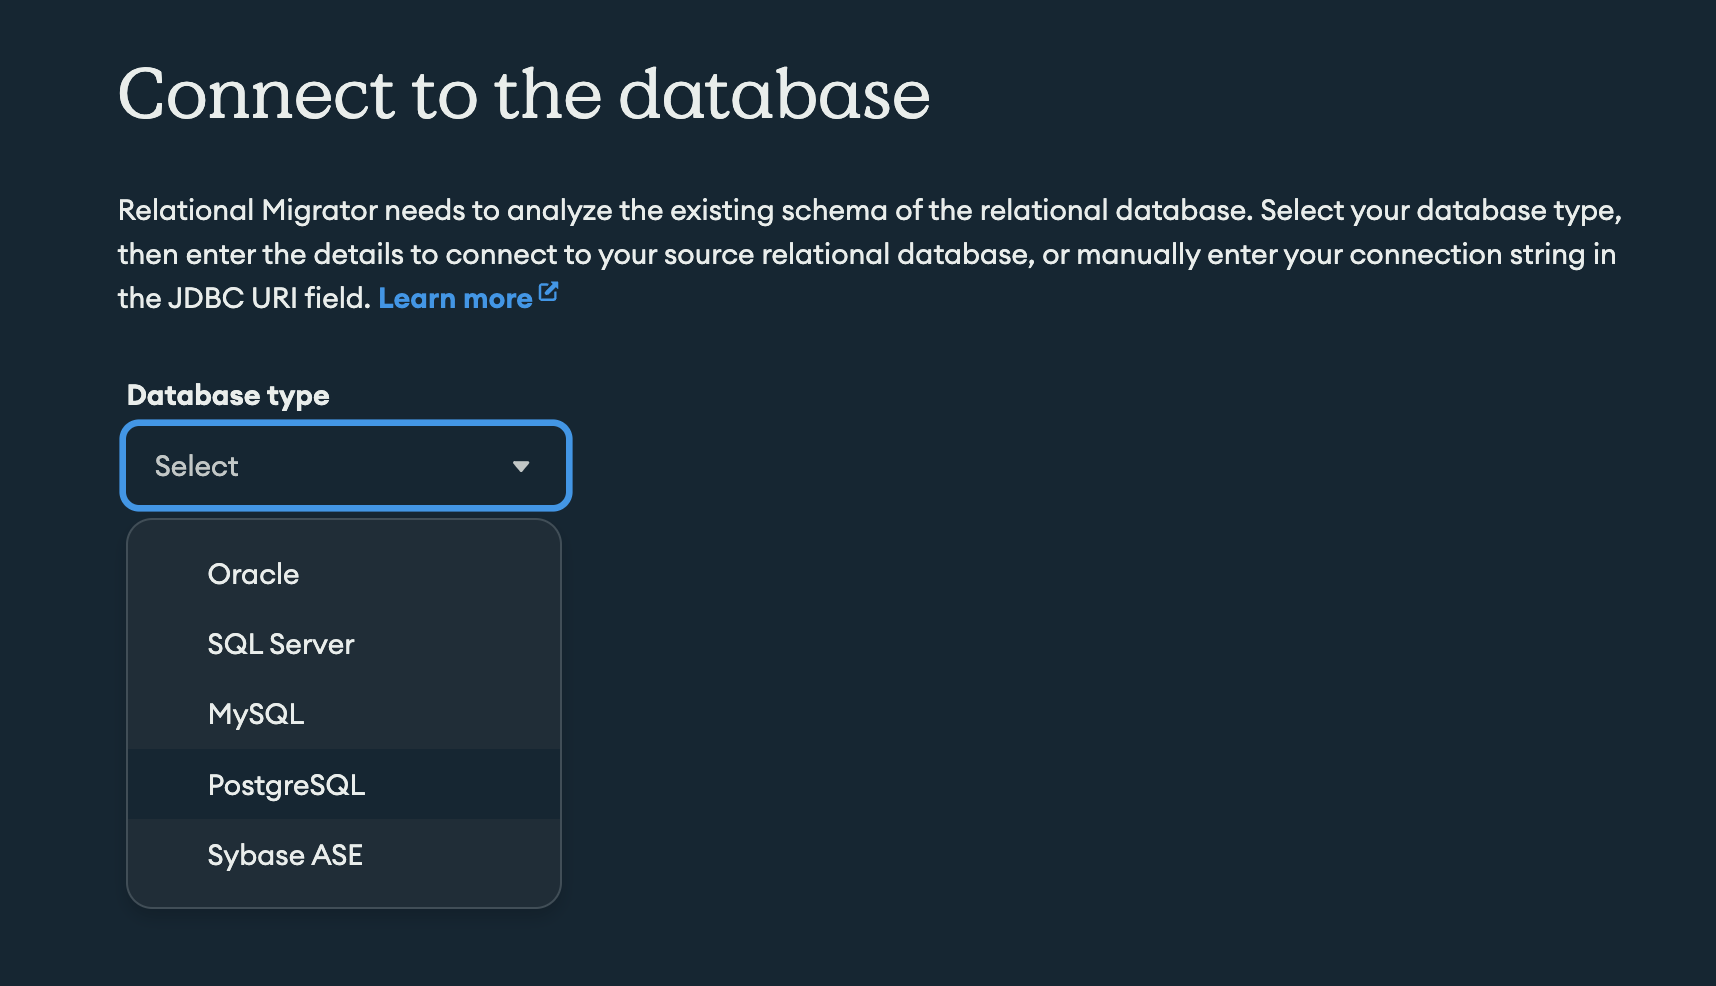 Connect to the database
Relational Migrator needs to analyze the existing schema of the relational database. Select your database type,
then enter the details to connect to your source relational database, or manually enter your connection string in
the JDBC URI field. Learn more
Database type
Select
Oracle
SQL Server
MySQL
PostgreSQL
Sybase ASE